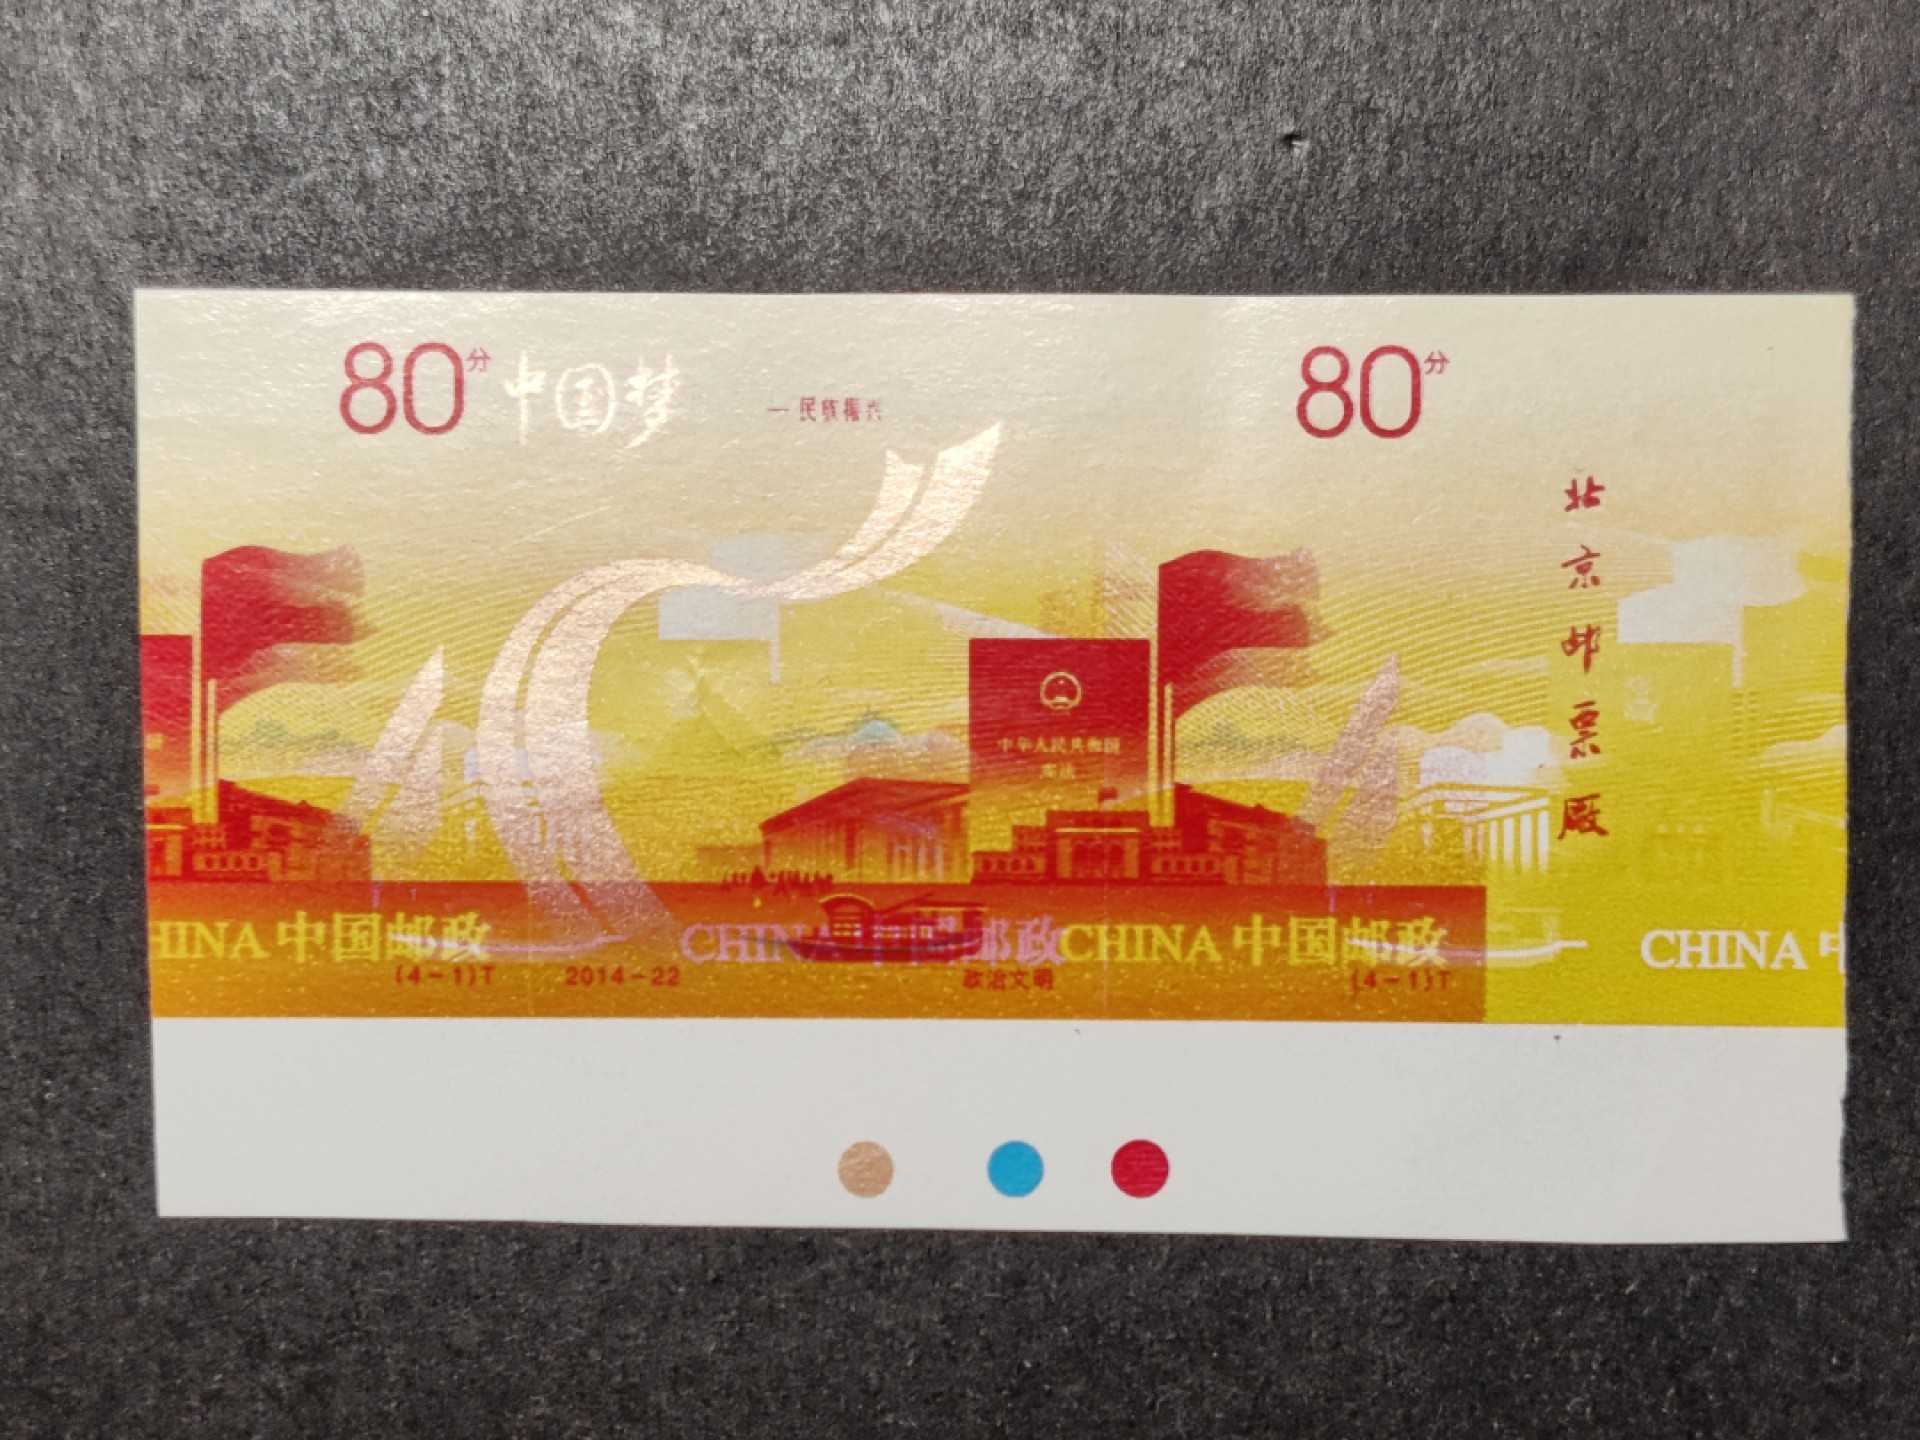 80分 中国梦 —民族振兴
80分
北京邮票厂
中华人民共和国
宪法
HINA 中国邮政
CHINA 中国邮政
CHINA 中国邮政
CHINA 中
(4-1)T
2014-22
政治文明
(4-1)T